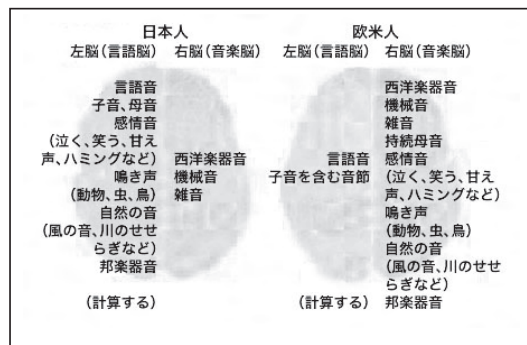 日本人
左脳(言語脳) 右脳(音楽脳)
言語音
子音、母音
感情音
(泣く、笑う、甘え
声、ハミングなど)
鳴き声
(動物、虫、鳥)
自然の音
(風の音、川のせせ
らぎなど)
邦楽器音
(計算する)
西洋楽器音
機械音
雑音
欧米人
左脳(言語脳) 右脳(音楽脳)
言語音
子音を含む音節
(計算する)
西洋楽器音
機械音
雑音
持続母音
感情音
(泣く、笑う、甘え
声、ハミングなど)
鳴き声
(動物、虫、鳥)
自然の音
(風の音、川のせせ
らぎなど)
邦楽器音